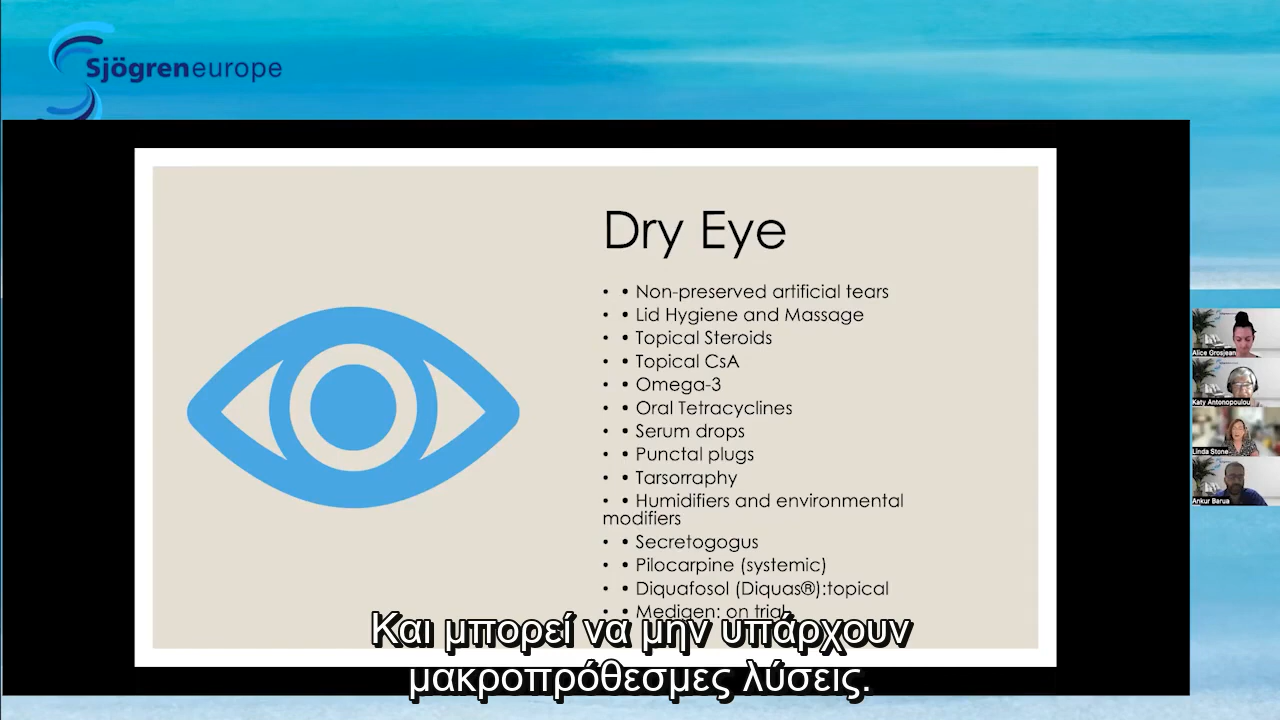 Sjögreneurope
Dry Eye
• • Non-preserved artificial tears
• • Lid Hygiene and Massage
• • Topical Steroids
• • Topical CsA
• • Omega-3
• • Oral Tetracyclines
• • Serum drops
• • Punctal plugs
• • Tarsorraphy
• • Humidifiers and environmental
modifiers
• • Secretogogus
• • Pilocarpine (systemic)
• • Diquafosol (Diquas®):topical
• • Medigen: on trial
Και μπορεί να μην υπάρχουν
μακροπρόθεσμες λύσεις.
Alice Grosjean
Katy Antonopoulou
Linda Stone
Ankur Barua